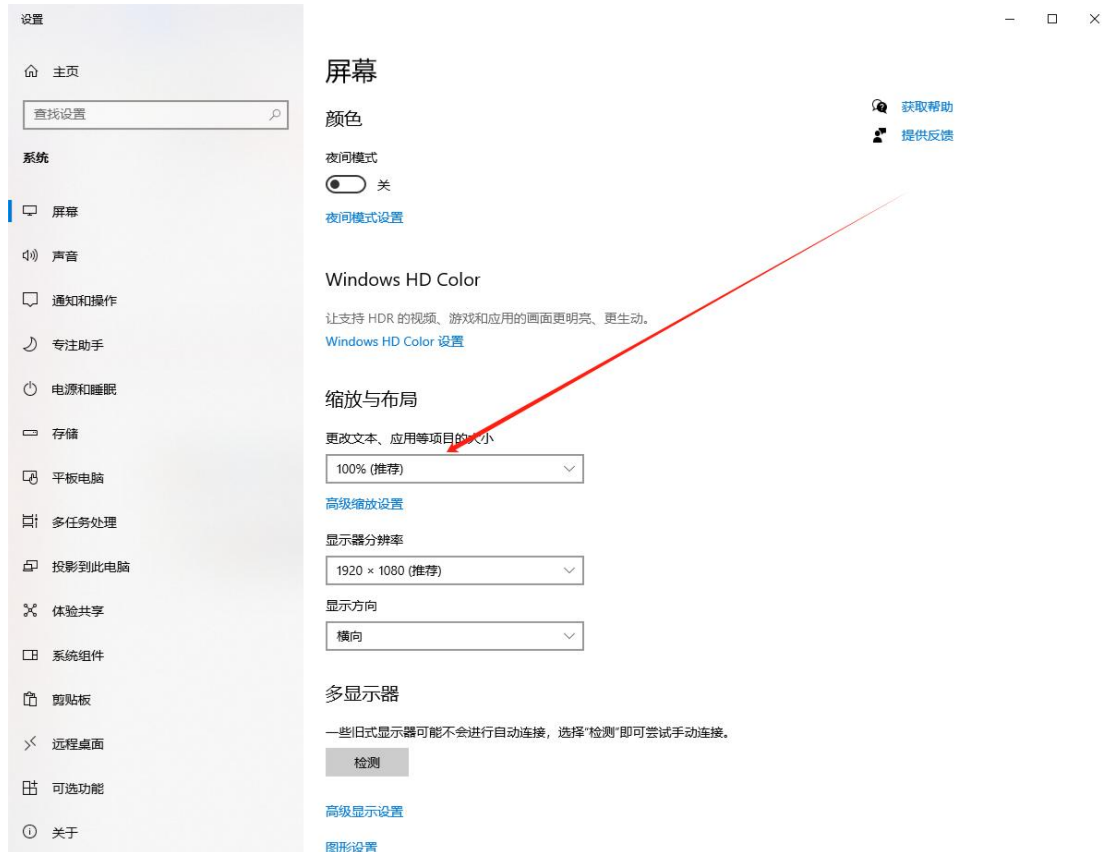 设置
主页
查找设置
系统
屏幕
声音
通知和操作
专注助手
电源和睡眠
存储
平板电脑
多任务处理
投影到此电脑
体验共享
系统组件
剪贴板
远程桌面
可选功能
关于
屏幕
颜色
夜间模式
关
夜间模式设置
Windows HD Color
让支持 HDR 的视频、游戏和应用的画面更明亮、更生动。
Windows HD Color 设置
缩放与布局
更改文本、应用等项目的大小
100% (推荐)
高级缩放设置
显示器分辨率
1920 × 1080 (推荐)
显示方向
横向
多显示器
一些旧式显示器可能不会进行自动连接，选择"检测"即可尝试手动连接。
检测
高级显示设置
图形设置
获取帮助
提供反馈